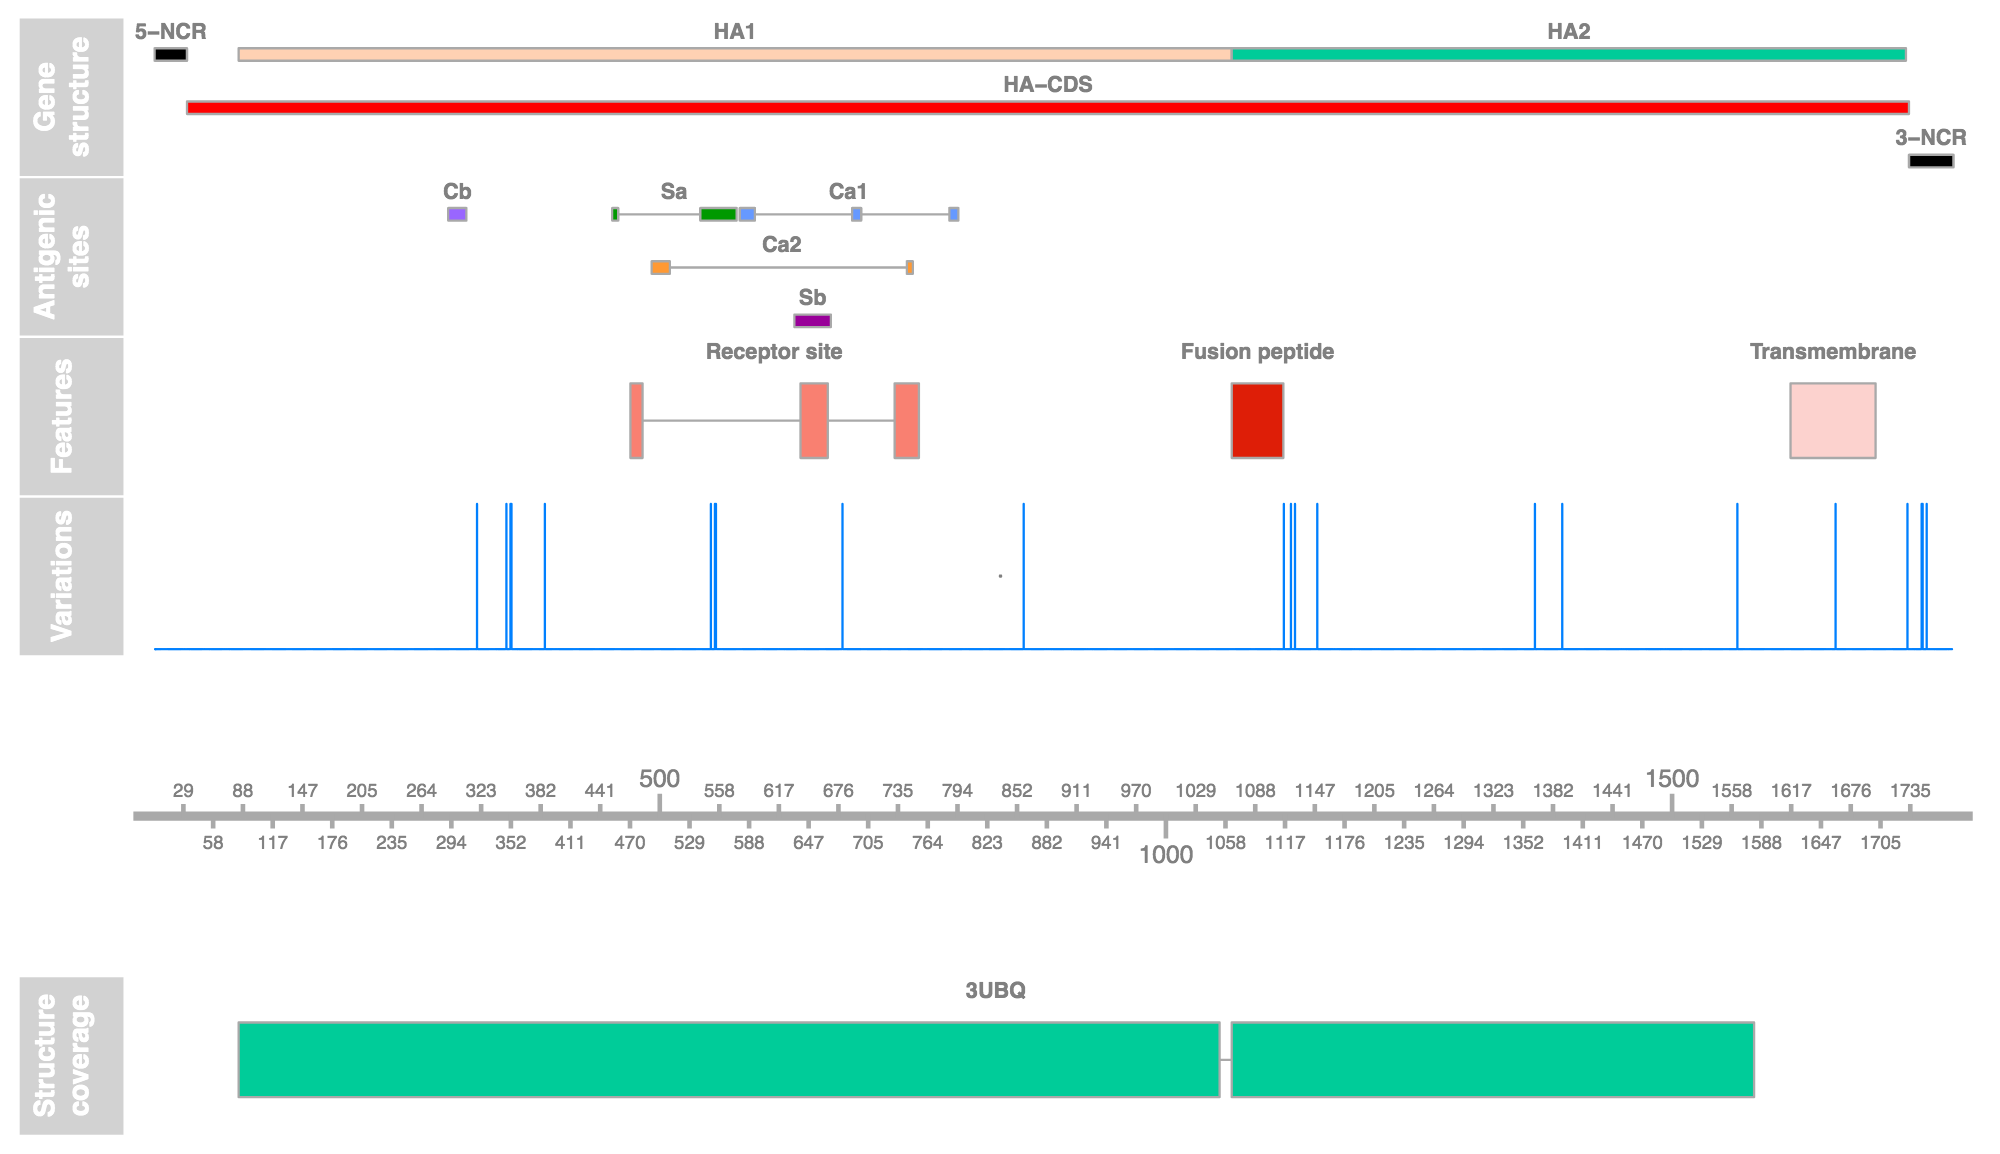 Gene
structure
5–NCR
HA1
HA2
HA–CDS
3–NCR
Antigenic
sites
Cb
Sa
Ca1
Ca2
Sb
Features
Receptor site
Fusion peptide
Transmembrane
Variations
500
1500
29 88 147 205 264 323 382 441 558 617 676 735 794 852 911 970 1029 1088 1147 1205 1264 1323 1382 1441 1558 1617 1676 1735
58 117 176 235 294 352 411 470 529 588 647 705 764 823 882 941 1058 1117 1176 1235 1294 1352 1411 1470 1529 1588 1647 1705
1000
Structure
coverage
3UBQ